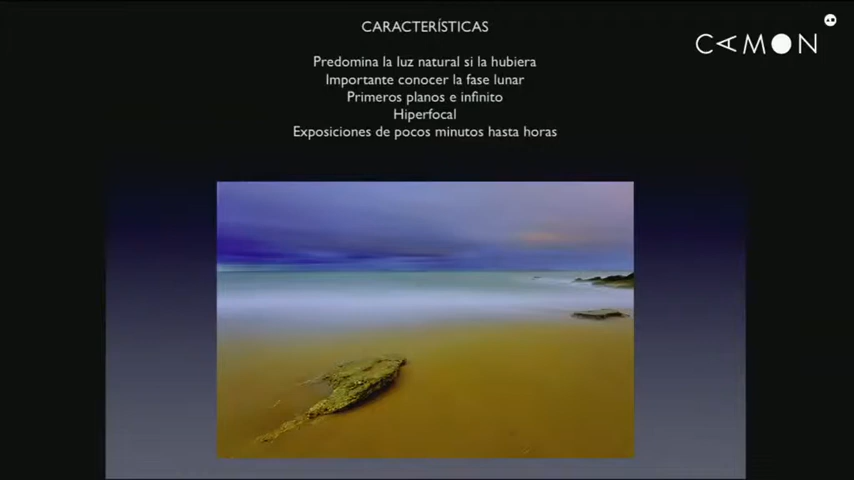 CARACTERÍSTICAS
CAMON
Predomina la luz natural si la hubiera
Importante conocer la fase lunar
Primeros planos e infinito
Hiperfocal
Exposiciones de pocos minutos hasta horas